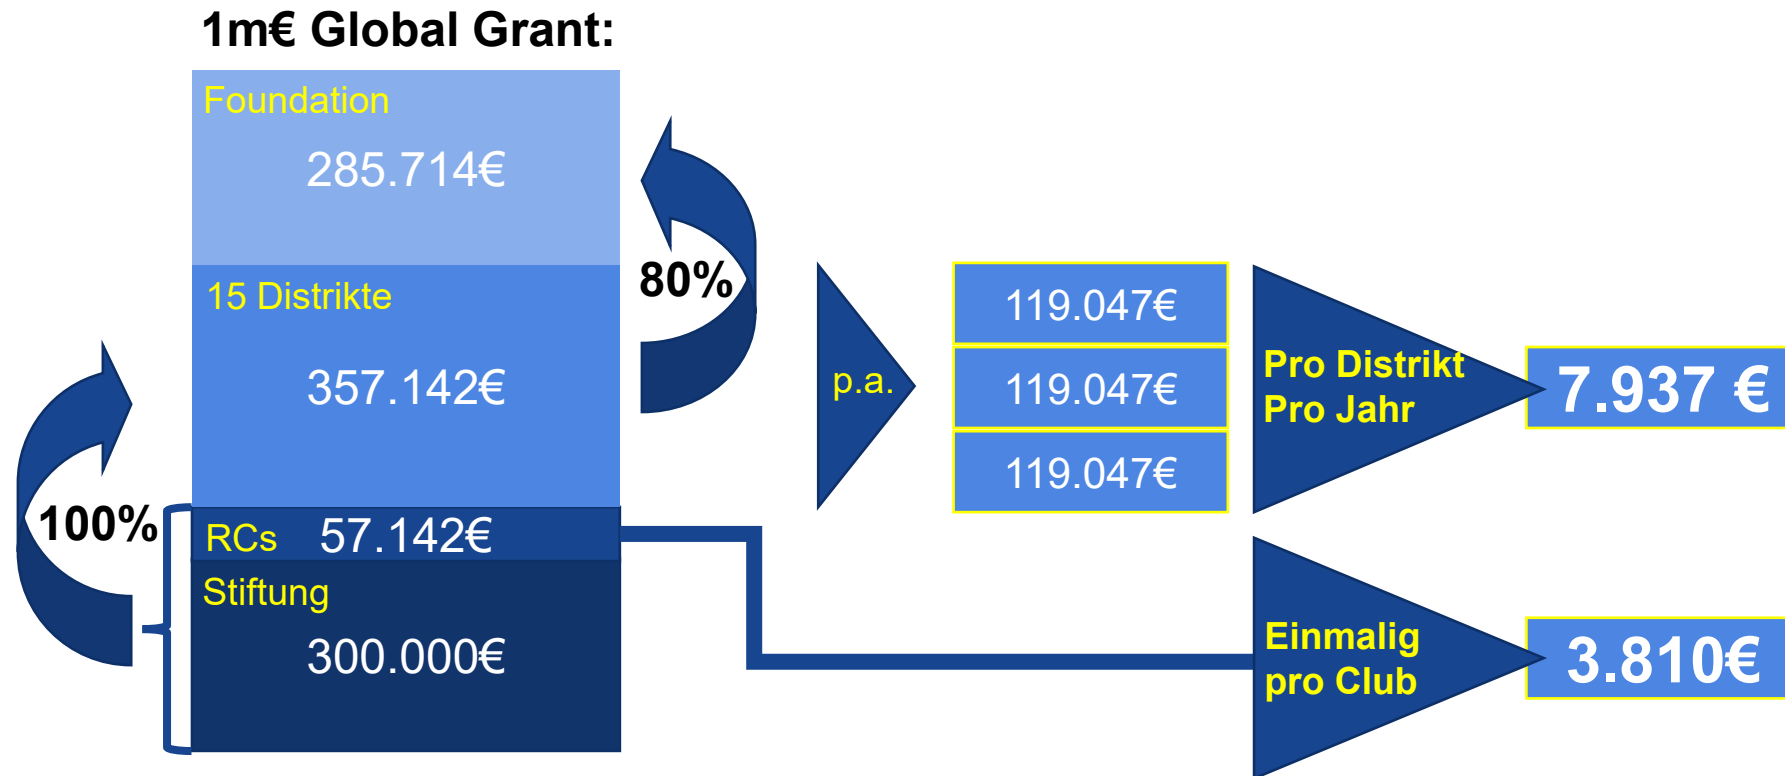 1m€ Global Grant:
Foundation
285.714€
15 Distrikte
357.142€
RCs 57.142€
Stiftung
300.000€
100%
80%
p.a.
119.047€
119.047€
119.047€
Pro Distrikt
Pro Jahr
7.937 €
Einmalig
pro Club
3.810€